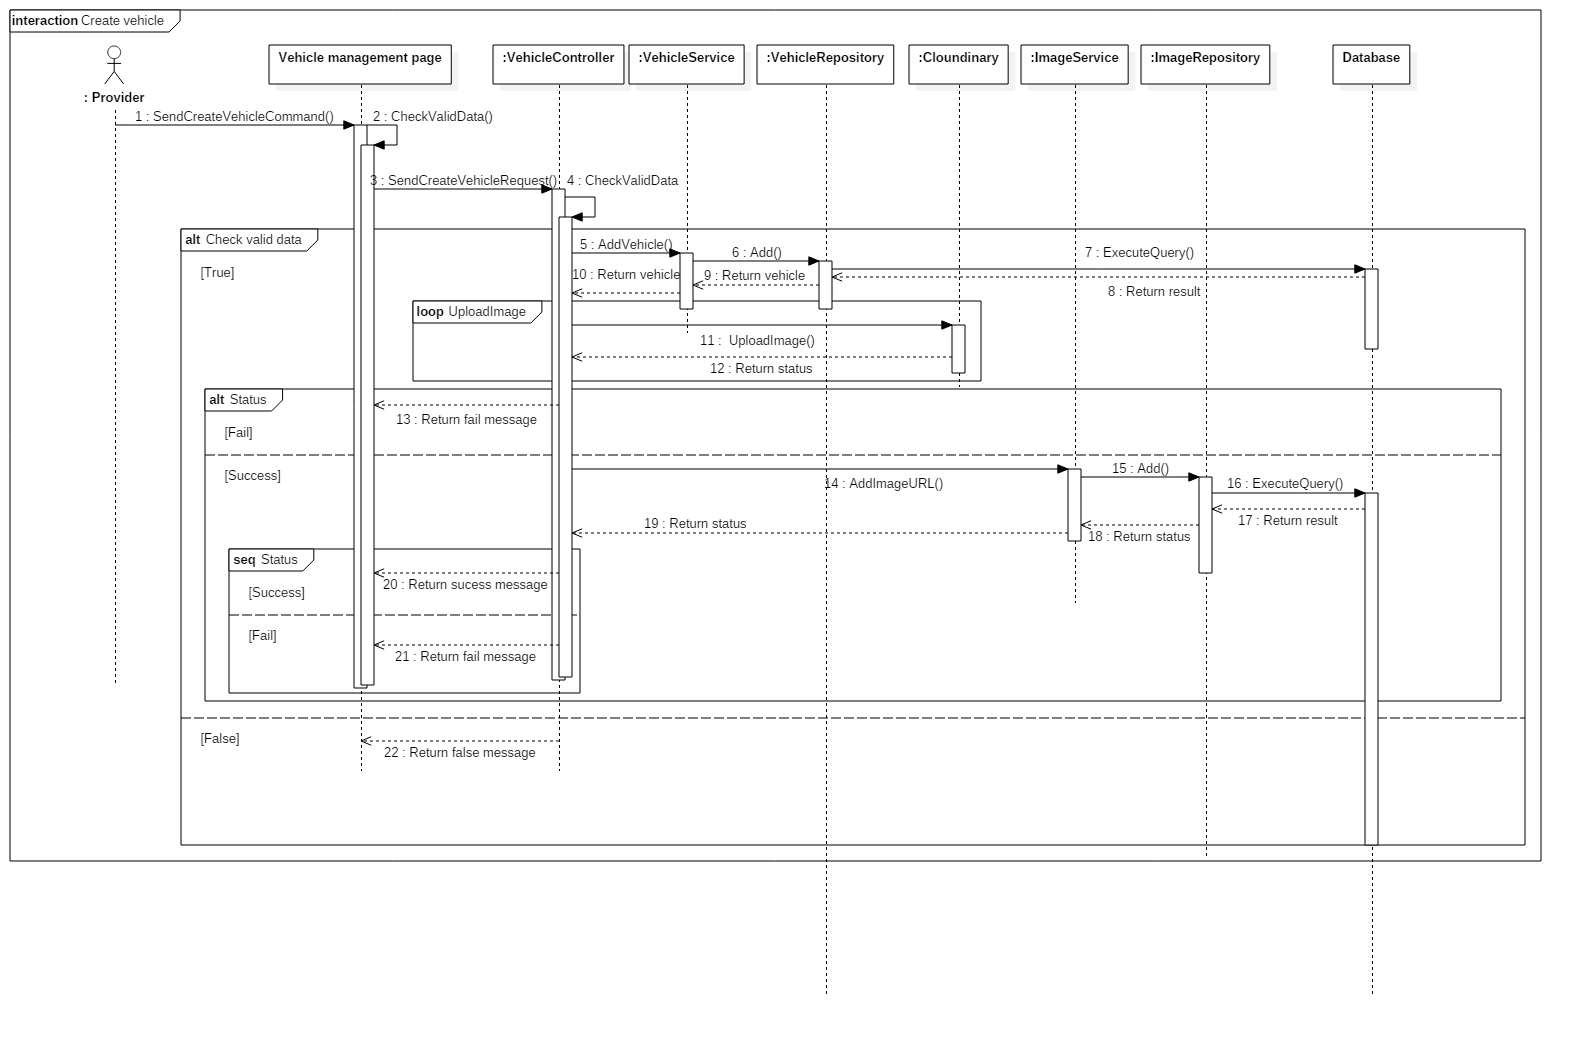 interaction Create vehicle
: Provider
Vehicle management page
:VehicleController
:VehicleService
:VehicleRepository
:Cloundinary
:ImageService
:ImageRepository
Database
1 : SendCreateVehicleCommand()
2 : CheckValidData()
3 : SendCreateVehicleRequest()
4 : CheckValidData
alt Check valid data
[True]
5 : AddVehicle()
6 : Add()
7 : ExecuteQuery()
8 : Return result
9 : Return vehicle
10 : Return vehicle
loop UploadImage
11 : UploadImage()
12 : Return status
alt Status
13 : Return fail message
[Fail]
[Success]
14 : AddImageURL()
15 : Add()
16 : ExecuteQuery()
17 : Return result
18 : Return status
19 : Return status
seq Status
20 : Return sucess message
[Success]
[Fail]
21 : Return fail message
[False]
22 : Return false message